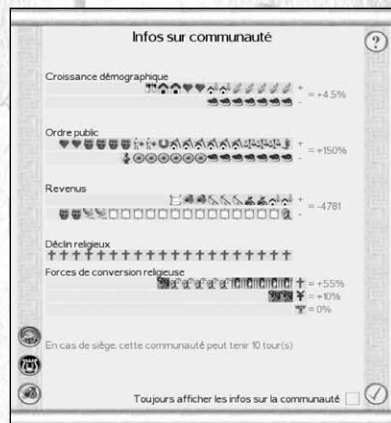 Infos sur communauté
Croissance démographique
+
= +4.5%
-
Ordre public
+
= +150%
-
Revenus
+
= -4781
-
Déclin religieux
Forces de conversion religieuse
= +55%
= +10%
= 0%
En cas de siège, cette communauté peut tenir 10 tour(s)
Toujours afficher les infos sur la communauté